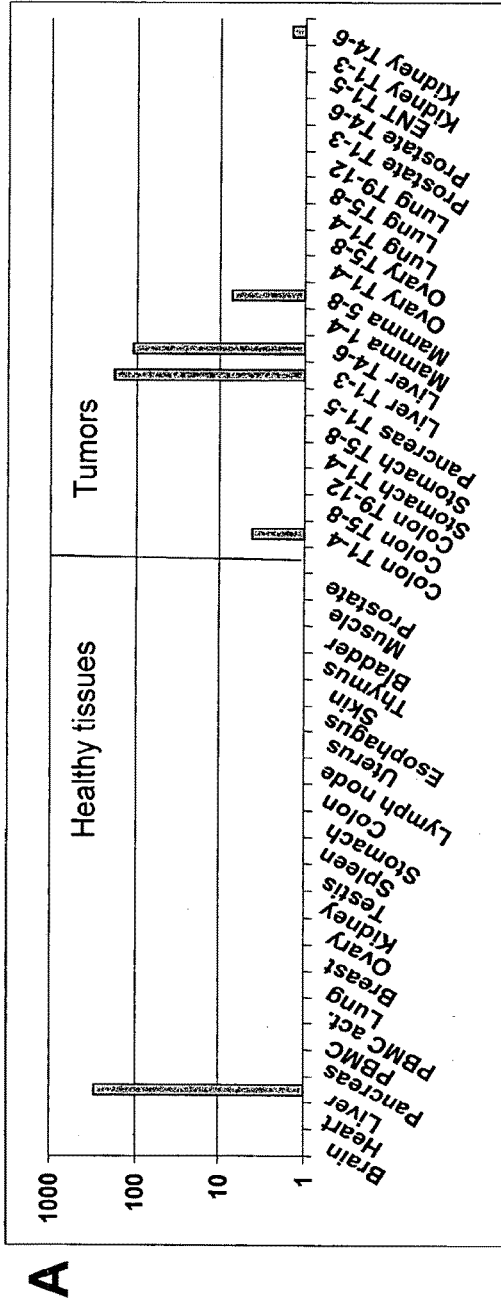 A
Healthy tissues
Tumors
1000
100
10
1
Brain
Heart
Liver
Pancreas
PBMC
PBMC act.
Lung
Breast
Ovary
Kidney
Testis
Spleen
Stomach
Colon
Lymph node
Uterus
Esophagus
Skin
Thymus
Bladder
Muscle
Prostate
Colon T1-4
Colon T5-8
Colon T9-12
Stomach T1-4
Stomach T5-8
Pancreas T1-5
Liver T1-3
Liver T4-6
Mamma 1-4
Mamma 5-8
Ovary T1-4
Ovary T5-8
Lung T1-4
Lung T5-8
Lung T9-12
Prostate T1-3
Prostate T4-6
ENT T1-5
Kidney T1-3
Kidney T4-6